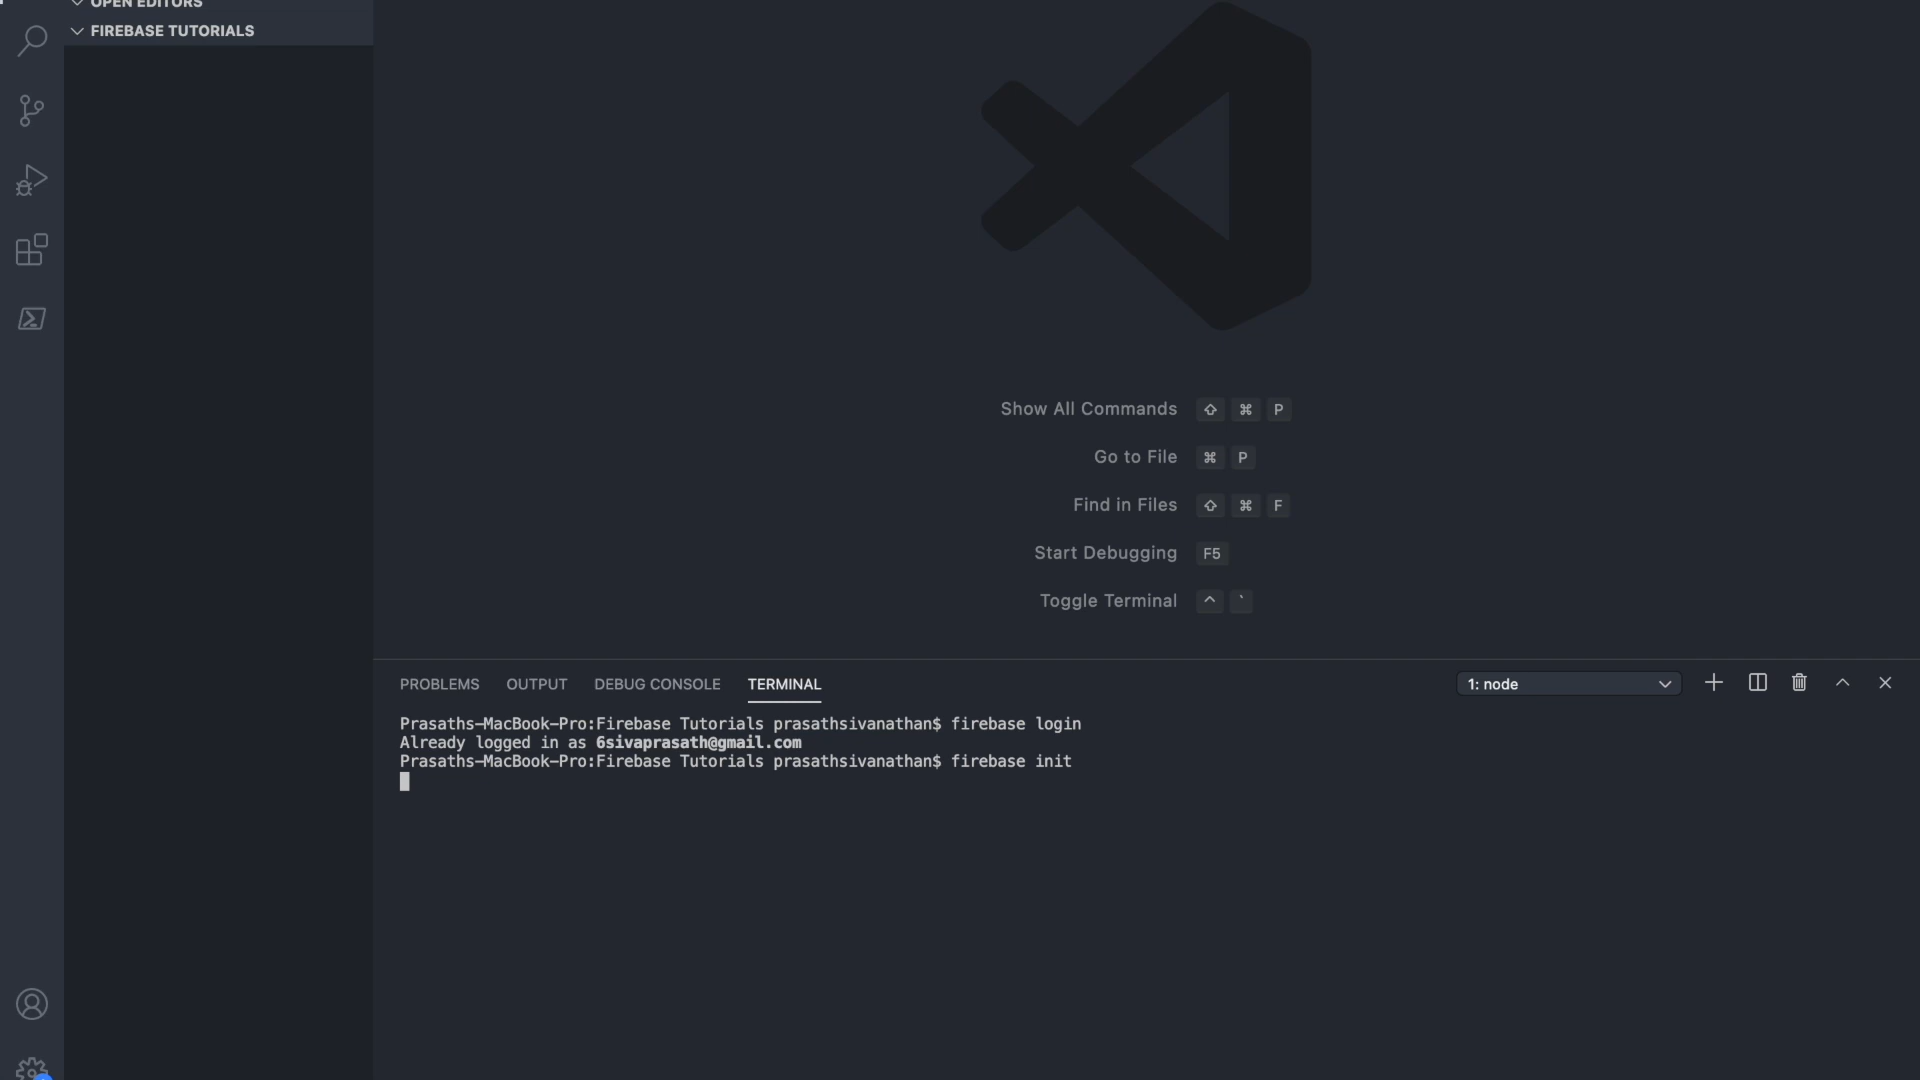 OPEN EDITORS
FIREBASE TUTORIALS
Show All Commands ⇧ ⌘ P
Go to File ⌘ P
Find in Files ⇧ ⌘ F
Start Debugging F5
Toggle Terminal ^ `
PROBLEMS OUTPUT DEBUG CONSOLE TERMINAL 1: node
Prasaths-MacBook-Pro:Firebase Tutorials prasathsivanathan$ firebase login
Already logged in as 6sivaprasath@gmail.com
Prasaths-MacBook-Pro:Firebase Tutorials prasathsivanathan$ firebase init